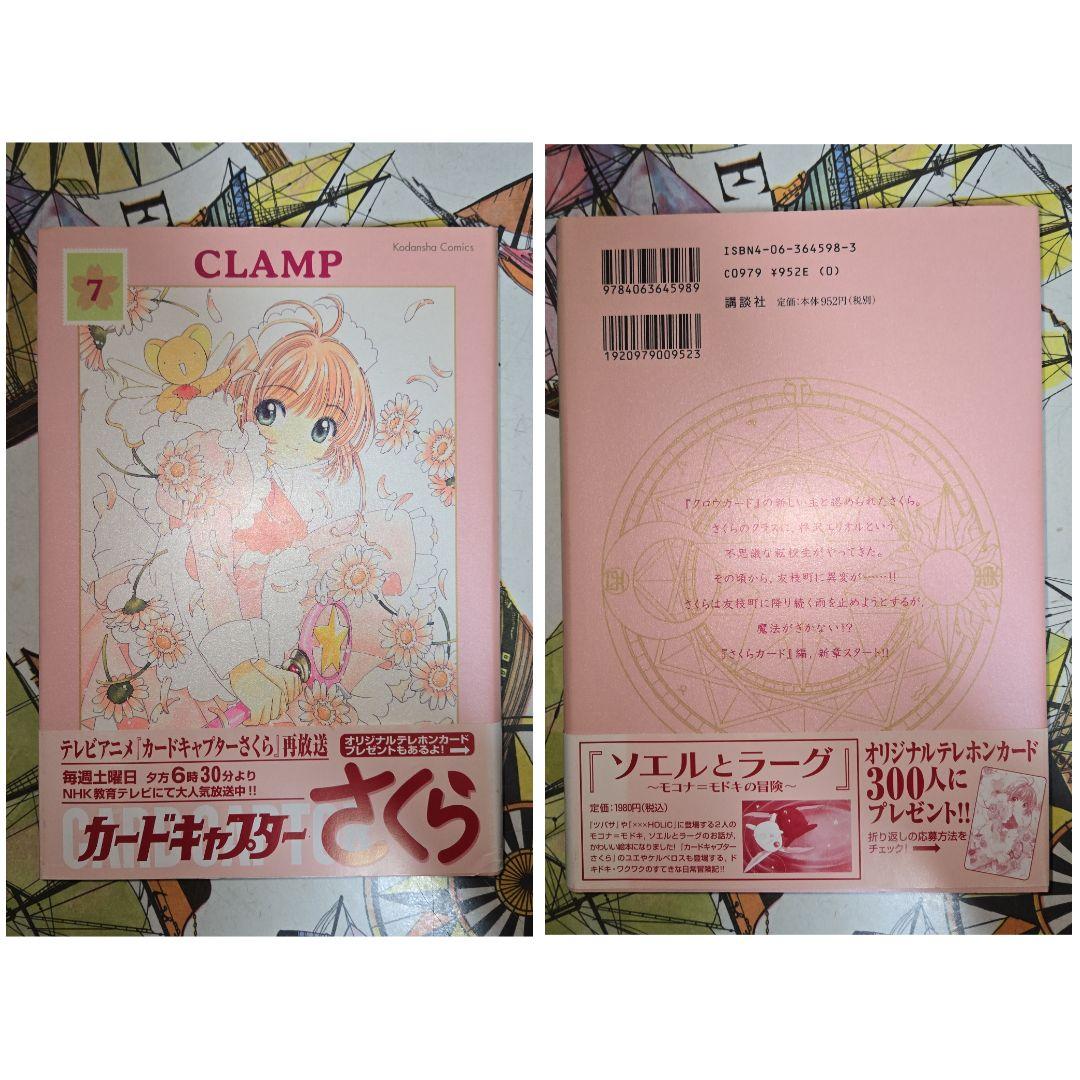 E
CLAMP
Kodansha Comics
7
テレビアニメ『カードキャプターさくら』再放送
毎週土曜日 夕方6時30分より
NHK教育テレビにて大人気放送中!!
オリジナルテレホンカード
プレゼントもあるよ!
カードキャプターさくら
E
ISBN4-06-364598-3
C0979 ¥952E (0)
講談社 定価:本体952円(税別)
9784063645989
1920979009523
『クロウカード』の新しい主と認められたさくら。
さくらのクラスに、柊沢エリオルという、
不思議な転校生がやってきた。
その頃から、友枝町に異変が……!!
さくらは友枝町に降り続く雨を止めようとするが、
魔法がきかない!?
『さくらカード』編、新章スタート!!
『ソエルとラーグ』
~モコナ=モドキの冒険~
定価:1980円(税込)
『ツバサ』や『×××HOLiC』に登場する2人の
モコナ=モドキ、ソエルとラーグのお話が、
かわいい絵本になりました!『カードキャプター
さくら』のユエやケルベロスも登場する、ド
キドキ・ワクワクのすてきな日常冒険記!!
オリジナルテレホンカード
300人に
プレゼント!!
折り返しの応募方法を
チェック!